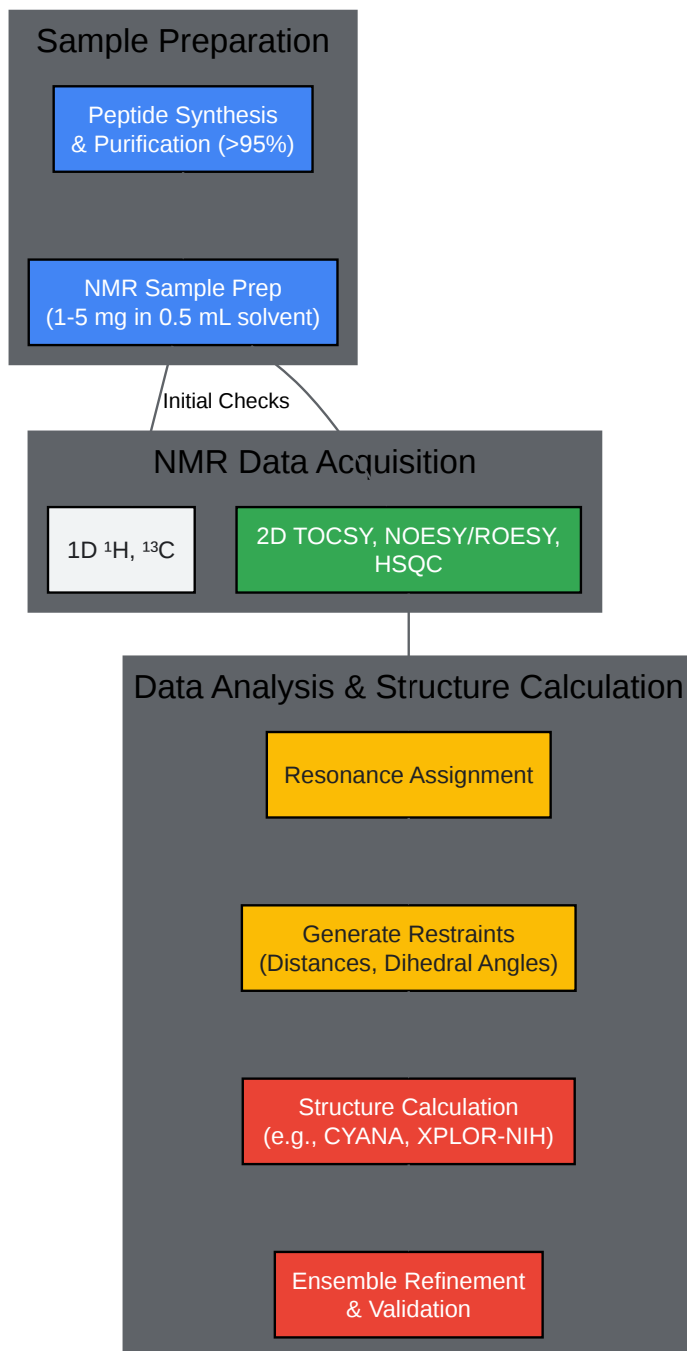 Sample Preparation
Peptide Synthesis
& Purification (>95%)
NMR Sample Prep
(1-5 mg in 0.5 mL solvent)
Initial Checks
NMR Data Acquisition
1D ¹H, ¹³C
2D TOCSY, NOESY/ROESY,
HSQC
Data Analysis & Structure Calculation
Resonance Assignment
Generate Restraints
(Distances, Dihedral Angles)
Structure Calculation
(e.g., CYANA, XPLOR-NIH)
Ensemble Refinement
& Validation